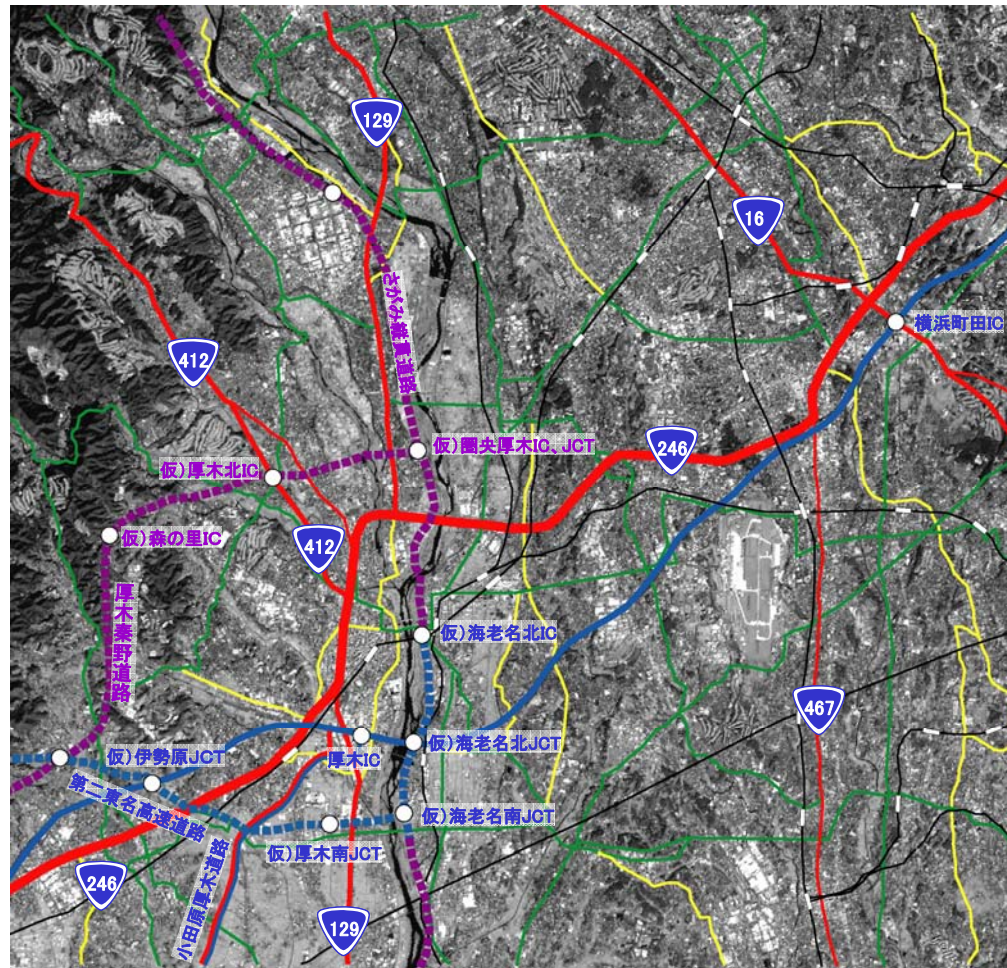 129
16
さがみ縦貫道路
横浜町田IC
412
仮)圏央厚木IC、JCT
246
仮)厚木北IC
仮)森の里IC
412
厚木秦野道路
仮)海老名北IC
467
仮)伊勢原JCT
厚木IC
仮)海老名北JCT
第二東名高速道路
仮)海老名南JCT
仮)厚木南JCT
246
小田原厚木道路
129